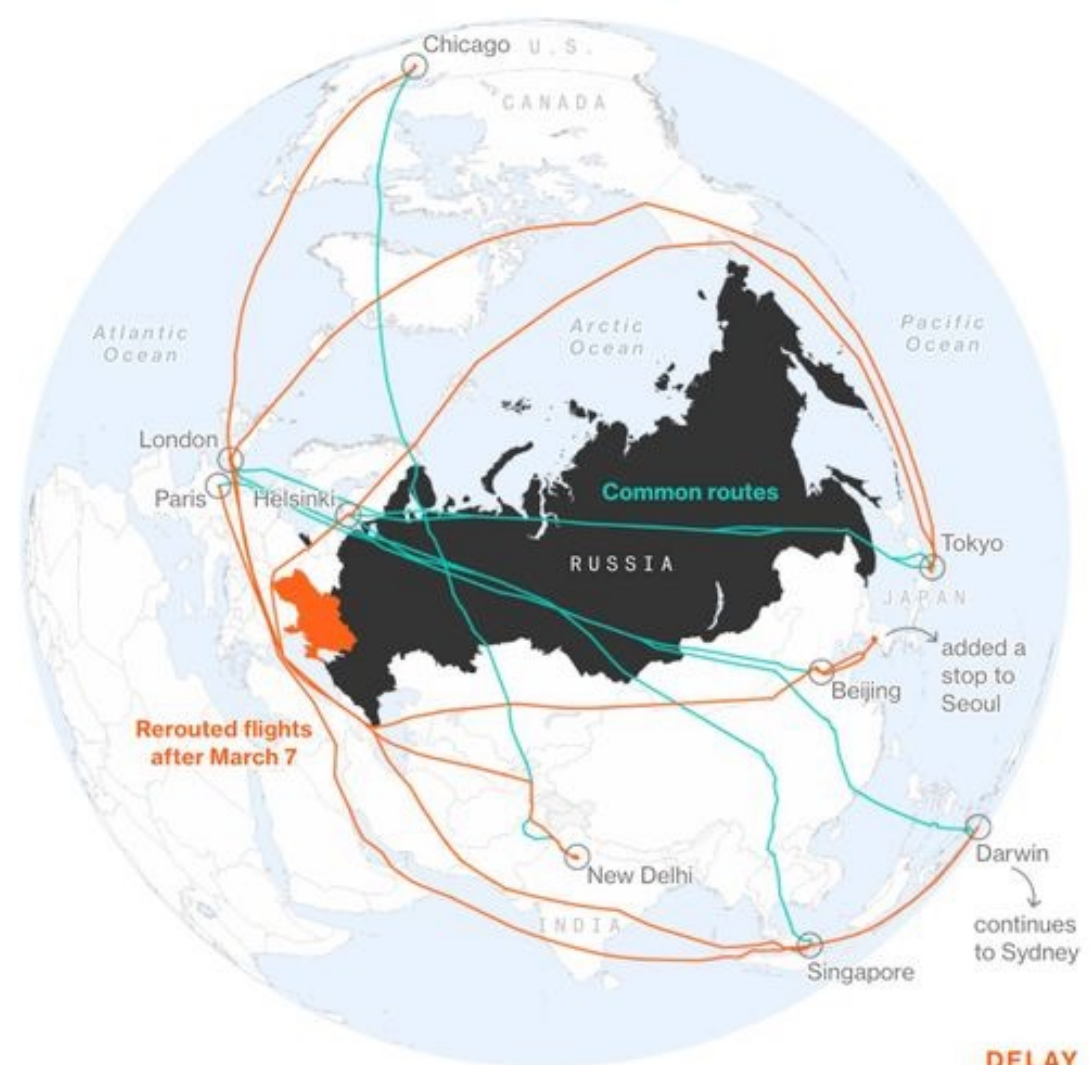 Chicago
U.S.
CANADA
Atlantic
Ocean
Arctic
Ocean
Pacific
Ocean
London
Paris
Helsinki
Common routes
RUSSIA
Tokyo
JAPAN
added a
stop to
Seoul
Beijing
Rerouted flights
after March 7
New Delhi
INDIA
Darwin
continues
to Sydney
Singapore
DELAY